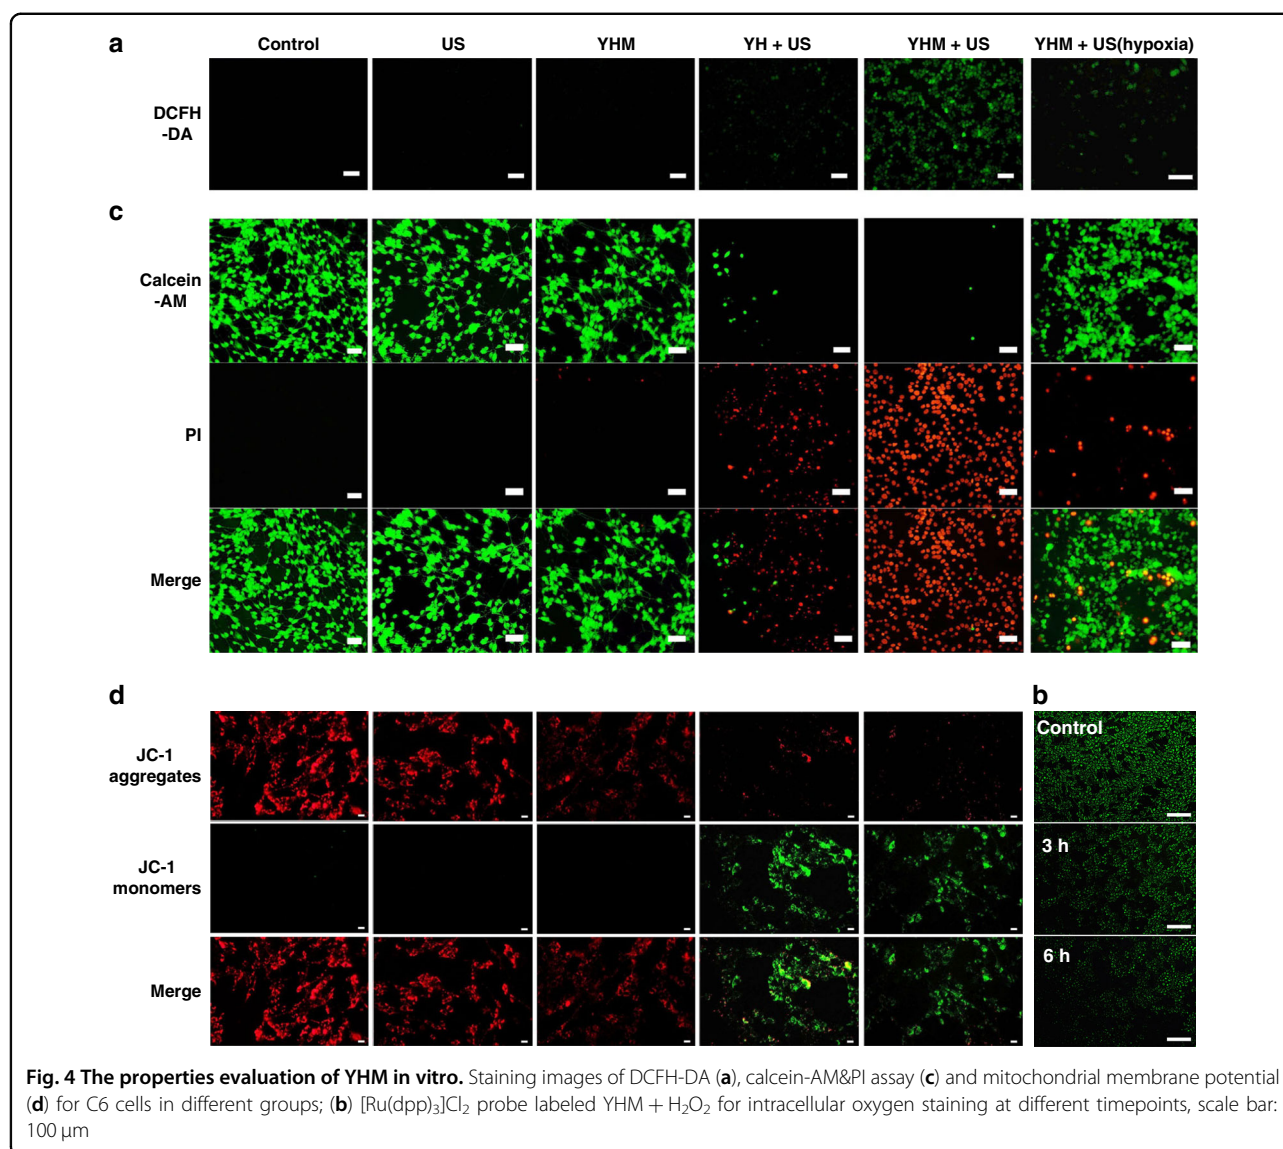 a
Control US YHM YH + US YHM + US YHM + US(hypoxia)
DCFH
-DA
c
Calcein
-AM
PI
Merge
d
JC-1
aggregates
JC-1
monomers
Merge
b
Control
3 h
6 h
Fig. 4 The properties evaluation of YHM in vitro. Staining images of DCFH-DA (a), calcein-AM&PI assay (c) and mitochondrial membrane potential
(d) for C6 cells in different groups; (b) [Ru(dpp)₃]Cl₂ probe labeled YHM + H₂O₂ for intracellular oxygen staining at different timepoints, scale bar:
100 μm